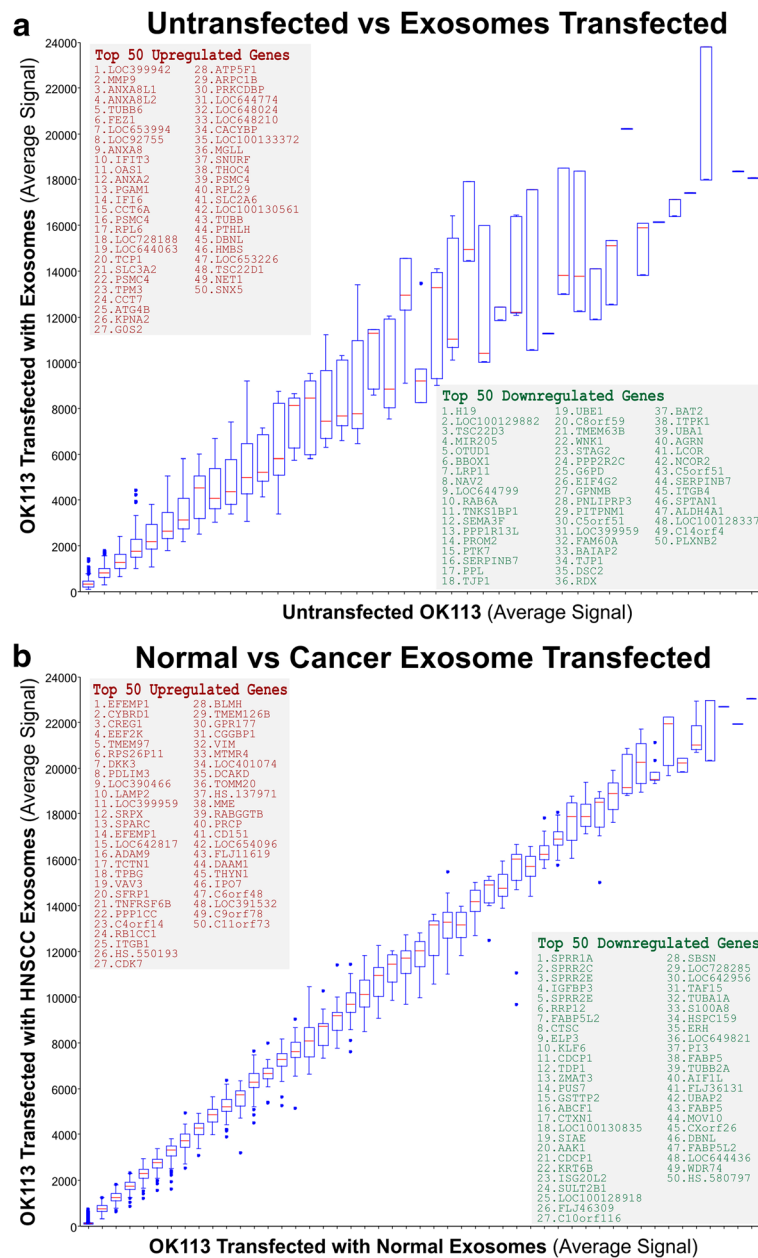 a
Untransfected vs Exosomes Transfected
OK113 Transfected with Exosomes (Average Signal)
24000
22000
20000
18000
16000
14000
12000
10000
8000
6000
4000
2000
0
Top 50 Upregulated Genes
1.LOC399942
2.MMP9
3.ANXA8L1
4.ANXA8L2
5.TUBB6
6.FEZ1
7.LOC653994
8.LOC92755
9.ANXA8
10.IFIT3
11.OAS1
12.ANXA2
13.PGAM1
14.IFI6
15.CCT6A
16.PSMC4
17.RPL6
18.LOC728188
19.LOC644063
20.TCP1
21.SLC3A2
22.PSMC4
23.TPM3
24.CCT7
25.ATG4B
26.KPNA2
27.G0S2
28.ATP5F1
29.ARPC1B
30.PRKCDBP
31.LOC644774
32.LOC648024
33.LOC648210
34.CACYBP
35.LOC100133372
36.MGLL
37.SNURF
38.THOC4
39.PSMC4
40.RPL29
41.SLC2A6
42.LOC100130561
43.TUBB
44.PTHLH
45.DBNL
46.HMBS
47.LOC653226
48.TSC22D1
49.NET1
50.SNX5
Top 50 Downregulated Genes
1.H19
2.LOC100129882
3.TSC22D3
4.MIR205
5.OTUD1
6.BBOX1
7.LRP11
8.NAV2
9.LOC644799
10.RAB6A
11.TNKS1BP1
12.SEMA3F
13.PPP1R13L
14.PROM2
15.PTK7
16.SERPINB7
17.PPL
18.TJP1
19.UBE1
20.C8orf59
21.TMEM63B
22.WNK1
23.STAG2
24.PPP2R2C
25.G6PD
26.EIF4G2
27.GPNMB
28.PNLIPRP3
29.PITPNM1
30.C5orf51
31.LOC399959
32.FAM60A
33.BAIAP2
34.TJP1
35.DSC2
36.RDX
37.BAT2
38.ITPK1
39.UBA1
40.AGRN
41.LCOR
42.NCOR2
43.C5orf51
44.SERPINB7
45.ITGB4
46.SPTAN1
47.ALDH4A1
48.LOC100128337
49.C14orf4
50.PLXNB2
Untransfected OK113 (Average Signal)
b
Normal vs Cancer Exosome Transfected
OK113 Transfected with HNSCC Exosomes (Average Signal)
24000
22000
20000
18000
16000
14000
12000
10000
8000
6000
4000
2000
0
Top 50 Upregulated Genes
1.EFEMP1
2.CYBRD1
3.CREG1
4.EEF2K
5.TMEM97
6.RPS26P11
7.DKK3
8.PDLIM3
9.LOC390466
10.LAMP2
11.LOC399959
12.SRPX
13.SPARC
14.EFEMP1
15.LOC642817
16.ADAM9
17.TCTN1
18.TPBG
19.VAV3
20.SFRP1
21.TNFRSF6B
22.PPP1CC
23.C4orf14
24.RB1CC1
25.ITGB1
26.HS.550193
27.CDK7
28.BLMH
29.TMEM126B
30.GPR177
31.CGGBP1
32.VIM
33.MTMR4
34.LOC401074
35.DCAKD
36.TOMM20
37.HS.137971
38.MME
39.RABGGTB
40.PRCP
41.CD151
42.LOC654096
43.FLJ11619
44.DAAM1
45.THYN1
46.IPO7
47.C6orf48
48.LOC391532
49.C9orf78
50.C11orf73
Top 50 Downregulated Genes
1.SPRR1A
2.SPRR2C
3.SPRR2E
4.IGFBP3
5.SPRR2E
6.RRP12
7.FABP5L2
8.CTSC
9.ELP3
10.KLF6
11.CDCP1
12.TDP1
13.ZMAT3
14.PUS7
15.GSTTP2
16.ABCF1
17.CTXN1
18.LOC100130835
19.SIAE
20.AAK1
21.CDCP1
22.KRT6B
23.ISG20L2
24.SULT2B1
25.LOC100128918
26.FLJ46309
27.C10orf116
28.SBSN
29.LOC728285
30.LOC642956
31.TAF15
32.TUBA1A
33.S100A8
34.HSPC159
35.ERH
36.LOC649821
37.PI3
38.FABP5
39.TUBB2A
40.AIF1L
41.FLJ36131
42.UBAP2
43.FABP5
44.MOV10
45.CXorf26
46.DBNL
47.FABP5L2
48.LOC644436
49.WDR74
50.HS.580797
OK113 Transfected with Normal Exosomes (Average Signal)